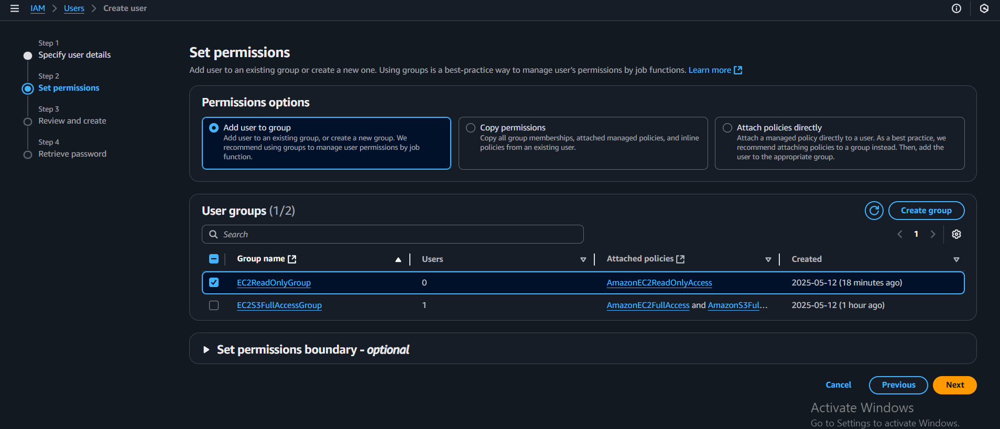 IAM > Users > Create user
Step 1
Specify user details
Step 2
Set permissions
Step 3
Review and create
Step 4
Retrieve password
Set permissions
Add user to an existing group or create a new one. Using groups is a best-practice way to manage user's permissions by job functions. Learn more
Permissions options
Add user to group
Add user to an existing group, or create a new group. We
recommend using groups to manage user permissions by job
function.
Copy permissions
Copy all group memberships, attached managed policies, and inline
policies from an existing user.
Attach policies directly
Attach a managed policy directly to a user. As a best practice, we
recommend attaching policies to a group instead. Then, add the
user to the appropriate group.
User groups (1/2)
Create group
Search
1
Group name Users Attached policies Created
EC2ReadOnlyGroup 0 AmazonEC2ReadOnlyAccess 2025-05-12 (18 minutes ago)
EC2S3FullAccessGroup 1 AmazonEC2FullAccess and AmazonS3Ful... 2025-05-12 (1 hour ago)
Set permissions boundary - optional
Cancel Previous Next
Activate Windows
Go to Settings to activate Windows.